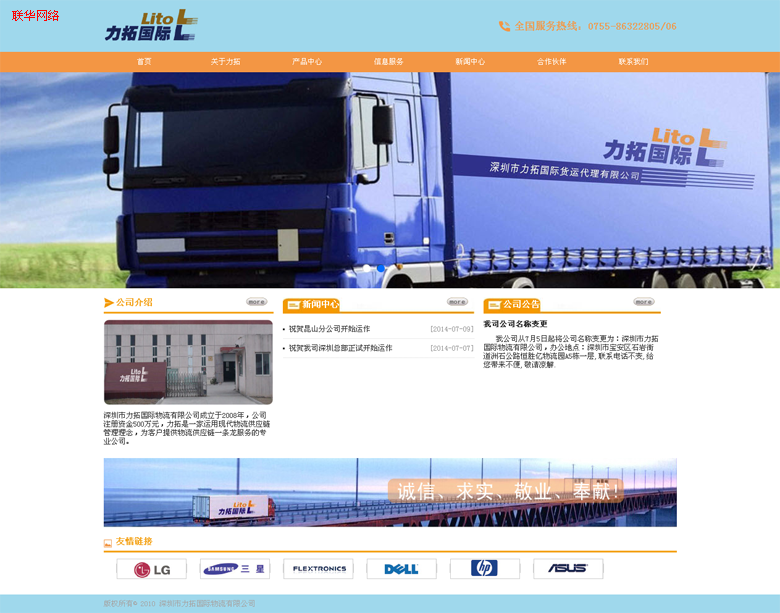 联华网络
Lito
力拓国际
全国服务热线：0755-86322805/06
首页 关于力拓 产品中心 信息服务 新闻中心 合作伙伴 联系我们
Lito
力拓国际
深圳市力拓国际货运代理有限公司
公司介绍 more
新闻中心 more
公司公告 more
力拓国际
深圳市力拓国际物流有限公司成立于2008年，公司
注册资金500万元，力拓是一家运用现代物流供应链
管理理念，为客户提供物流供应链一条龙服务的专
业公司。
祝贺昆山分公司开始运作 [2014-07-09]
祝贺我司深圳总部正试开始运作 [2014-07-07]
我司公司名称变更
我公司从7月5日起将公司名称变更为：深圳市力拓
国际物流有限公司，办公地点：深圳市宝安区石岩街
道洲石公路恒胜亿物流园A5栋一层，联系电话不变，给
您带来不便，敬请凉解.
Lito
力拓国际
诚信、求实、敬业、奉献！
友情链接
LG
SAMSUNG 三星
FLEXTRONICS
DELL
hp
ASUS
版权所有© 2013 深圳市力拓国际物流有限公司